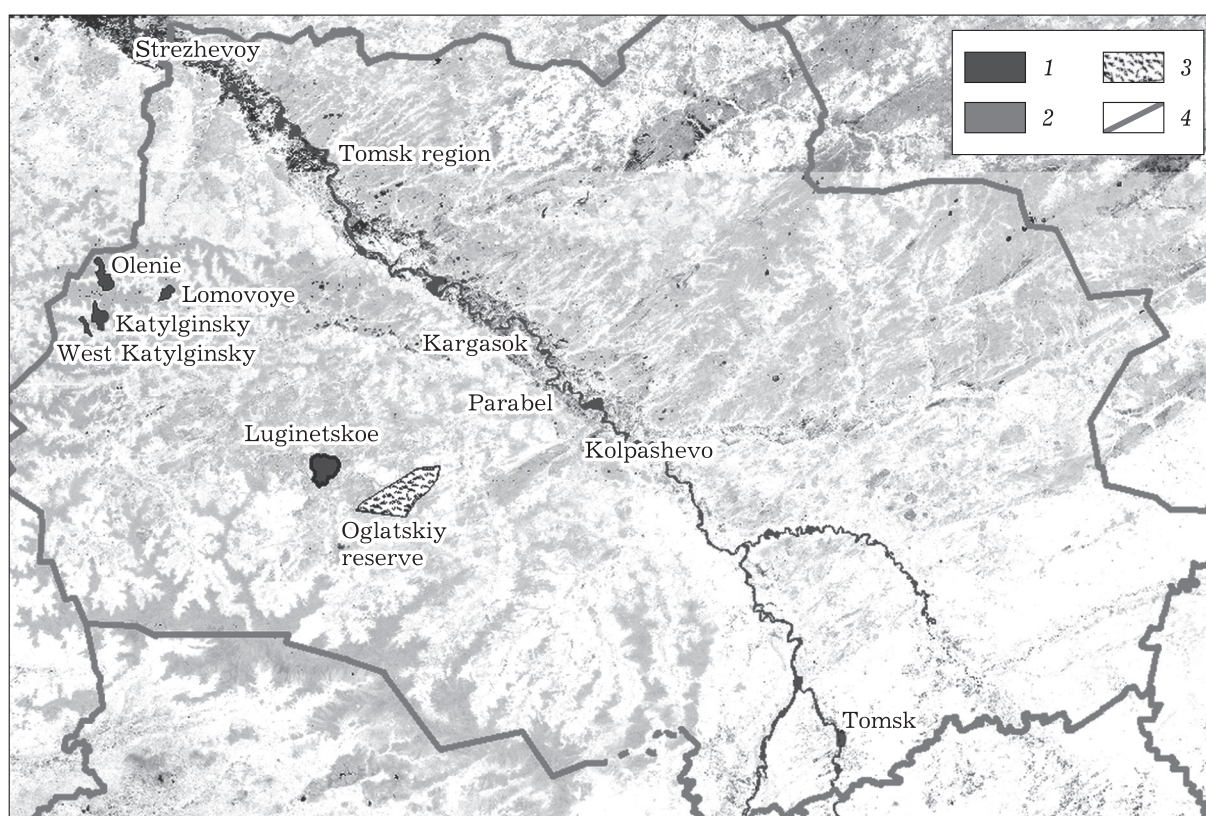 Strezhevoy
1
3
2
4
Tomsk region
Olenie
Lomovoye
Katylginsky
West Katylginsky
Kargasok
Parabel
Luginetskoe
Kolpashevo
Oglatskiy
reserve
Tomsk